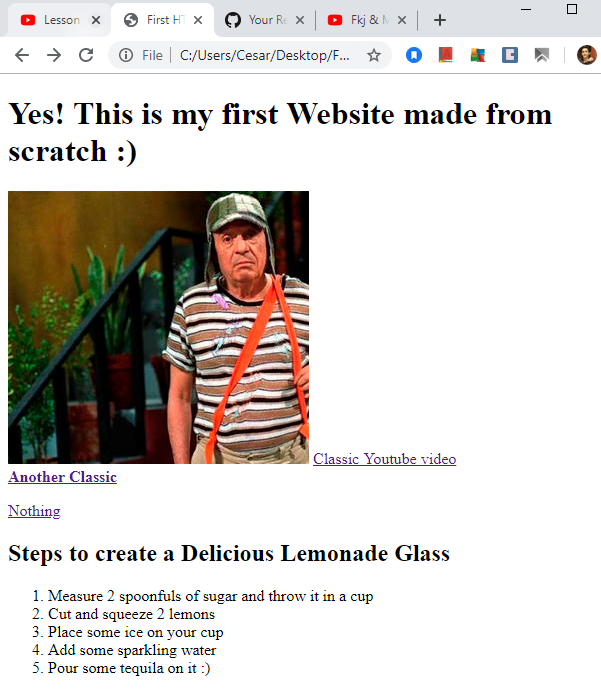 Lesson
First HT
Your Re
Fkj & M
File
C:/Users/Cesar/Desktop/F...
Yes! This is my first Website made from
scratch :)
Classic Youtube video
Another Classic
Nothing
Steps to create a Delicious Lemonade Glass
1. Measure 2 spoonfuls of sugar and throw it in a cup
2. Cut and squeeze 2 lemons
3. Place some ice on your cup
4. Add some sparkling water
5. Pour some tequila on it :)